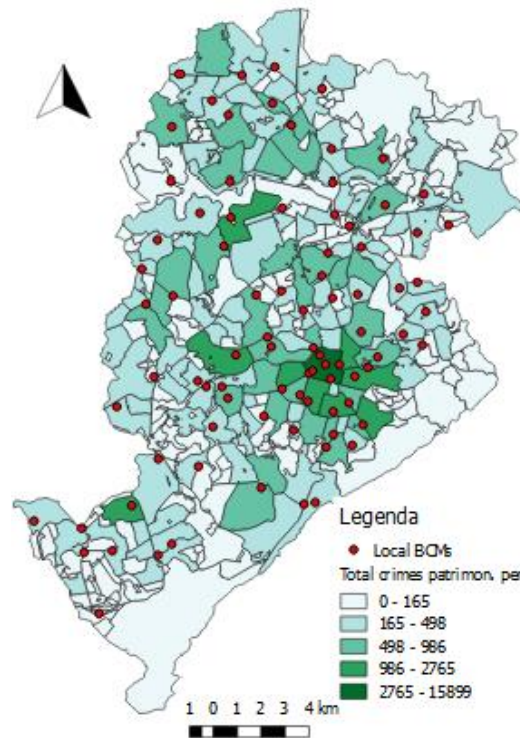 Legenda
Local BCMs
Total crimes patrimon. per
0 - 165
165 - 498
498 - 986
986 - 2765
2765 - 15899
1 0 1 2 3 4 km